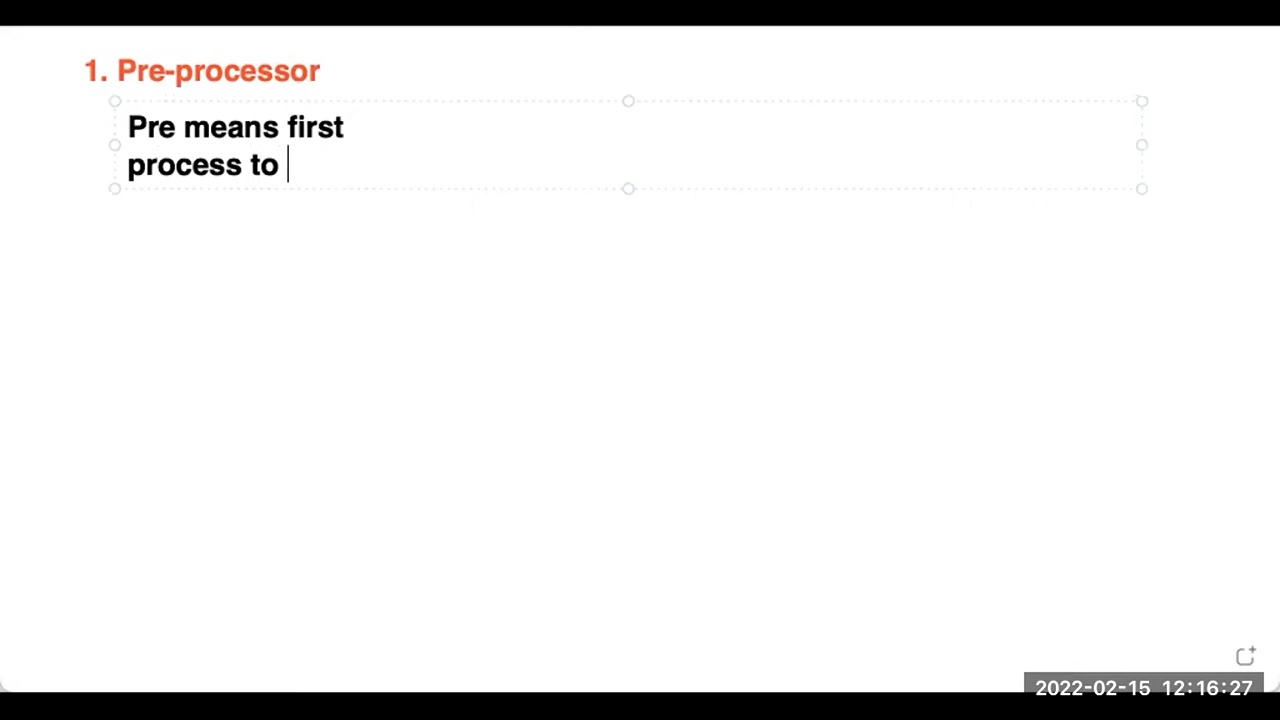 1. Pre-processor
Pre means first
process to
2022-02-15 12:16:27